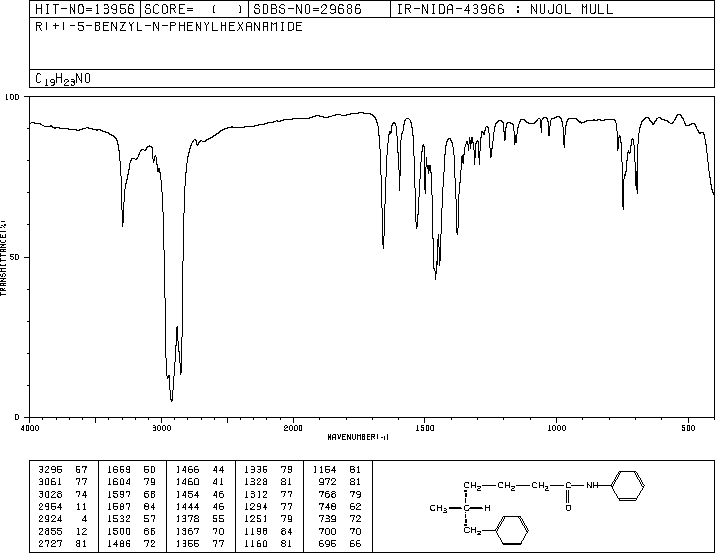 HIT-NO=13956 SCORE= ( ) SDBS-NO=29686 IR-NIDA-43966 : NUJOL MULL
R(+)-5-BENZYL-N-PHENYLHEXANAMIDE
C19H23NO
100
50
0
TRANSMITTANCE(%)
4000 3000 2000 1500 1000 500
WAVENUMBER(-1)
3295 57 1659 50 1466 44 1335 79 1154 81
3061 77 1604 79 1460 41 1328 81 972 81
3028 74 1597 66 1454 46 1312 77 766 79
2954 11 1587 84 1444 46 1294 77 748 62
2924 4 1532 57 1378 55 1251 79 739 72
2855 12 1500 66 1367 70 1198 84 700 70
2727 81 1486 72 1355 77 1160 81 695 66
CH2 CH2 CH2 C NH
CH3 C H O
CH2